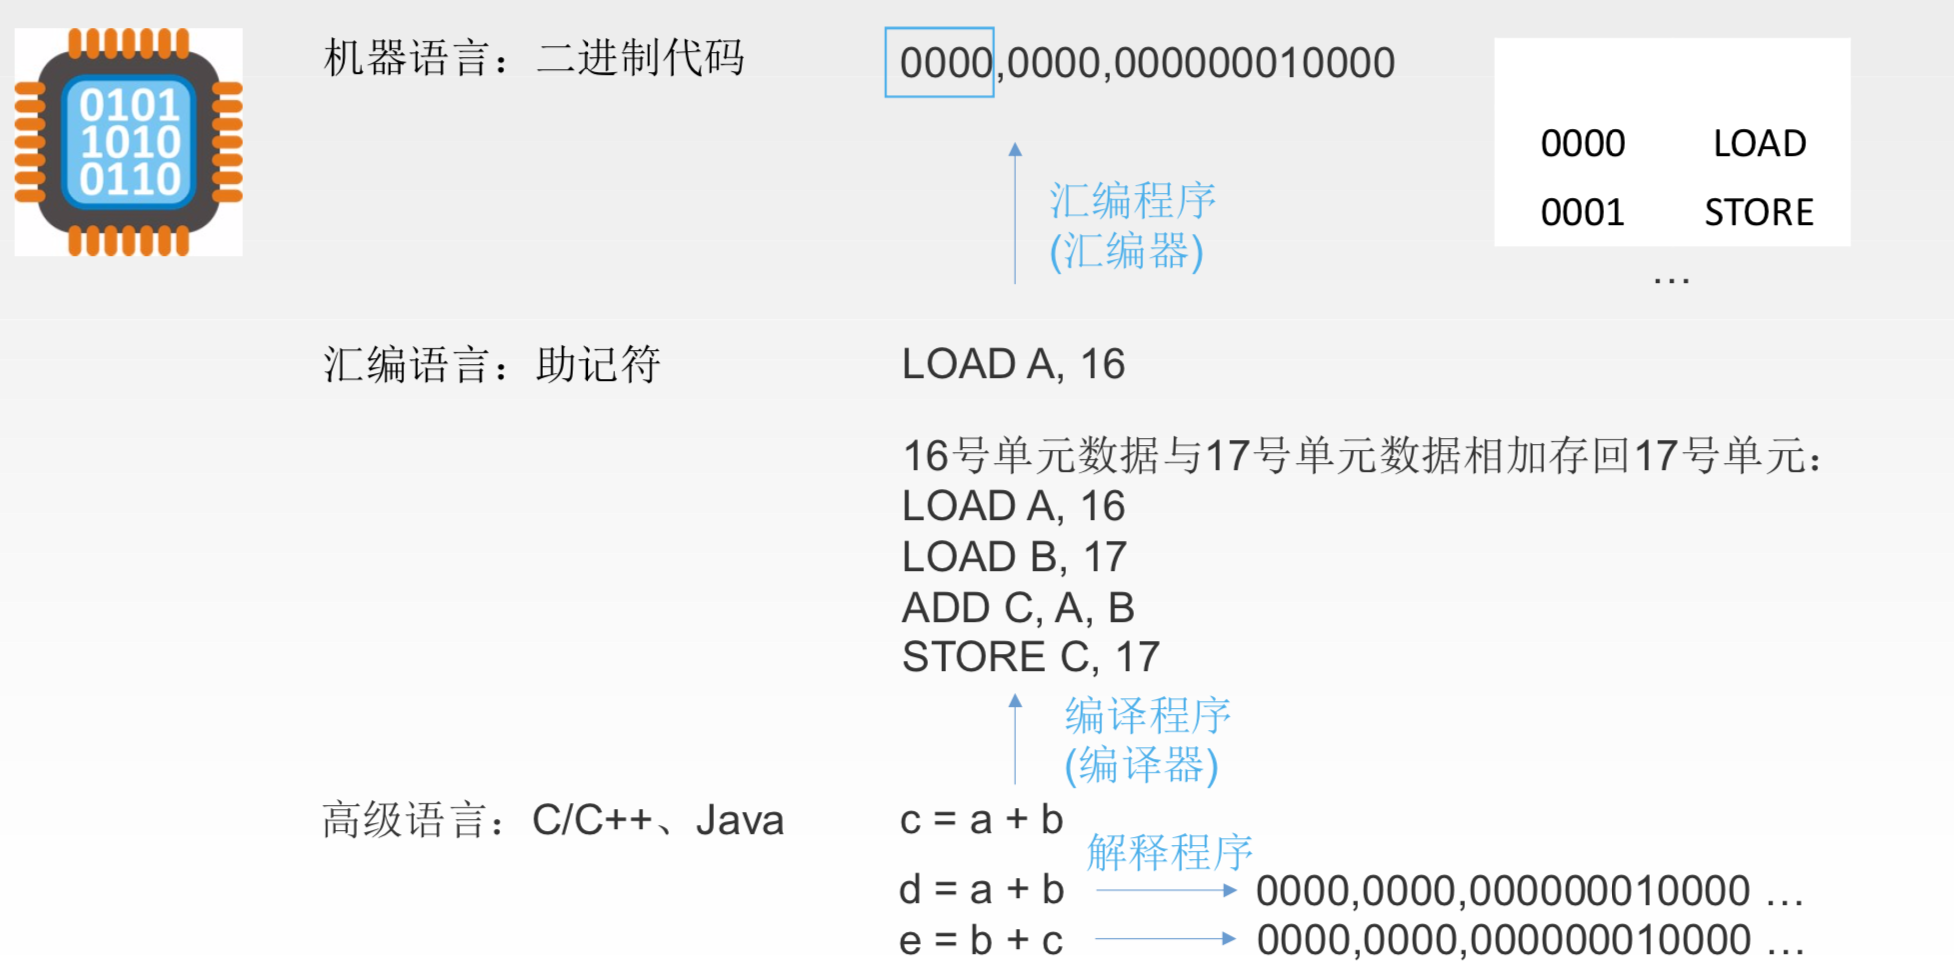 0101
1010
0110
机器语言：二进制代码
0000,0000,000000010000
0000 LOAD
0001 STORE
…
汇编程序
(汇编器)
汇编语言：助记符
LOAD A, 16
16号单元数据与17号单元数据相加存回17号单元：
LOAD A, 16
LOAD B, 17
ADD C, A, B
STORE C, 17
编译程序
(编译器)
高级语言：C/C++、Java
c = a + b
解释程序
d = a + b 0000,0000,000000010000 …
e = b + c 0000,0000,000000010000 …